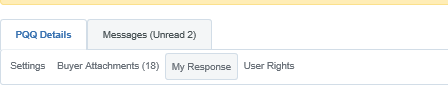 PQQ Details Messages (Unread 2)
Settings Buyer Attachments (18) My Response User Rights